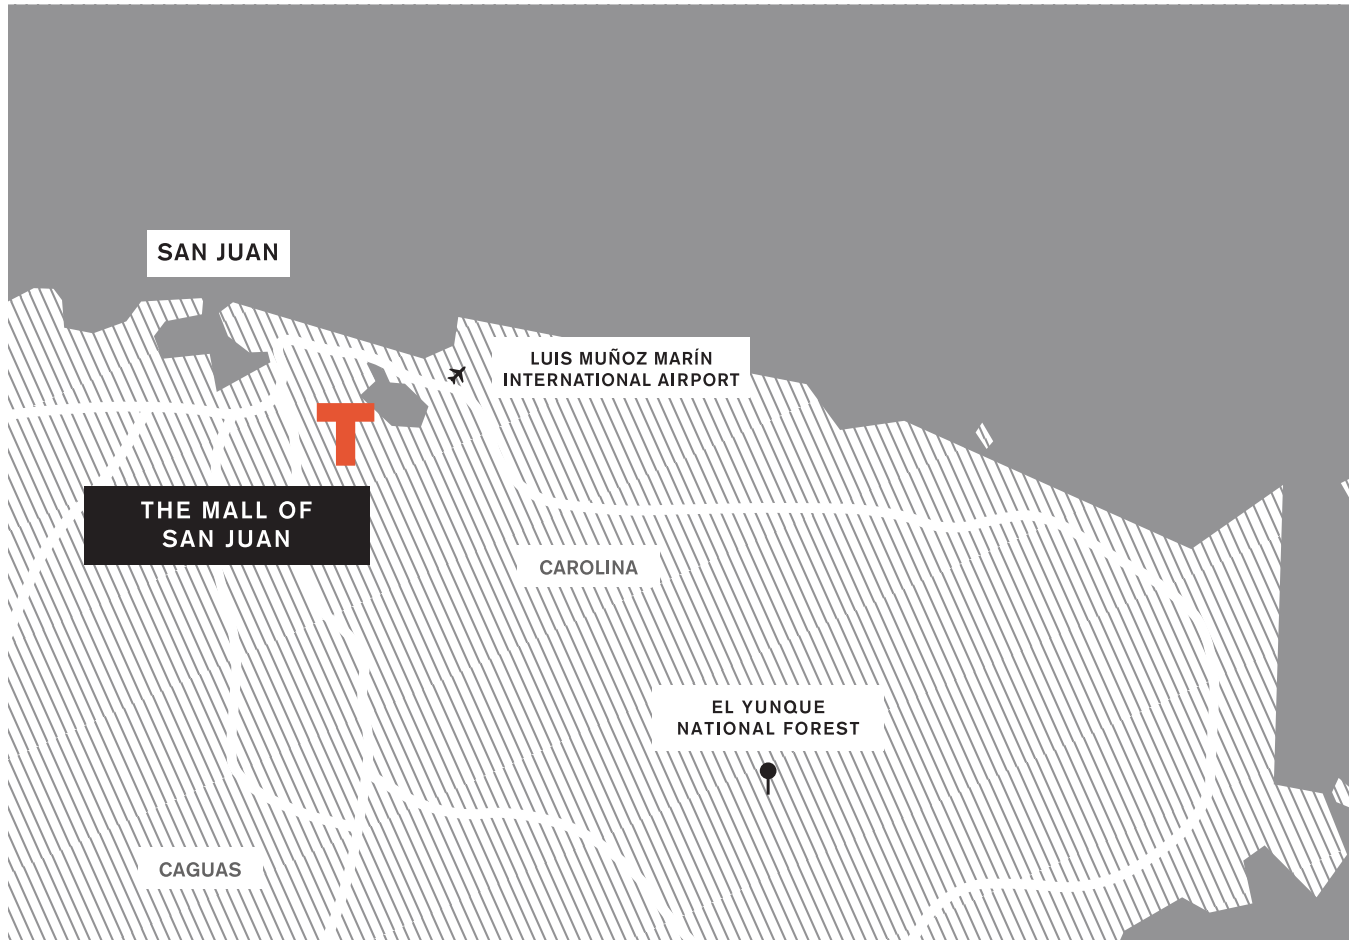 SAN JUAN
LUIS MUÑOZ MARÍN
INTERNATIONAL AIRPORT
T
THE MALL OF
SAN JUAN
CAROLINA
EL YUNQUE
NATIONAL FOREST
CAGUAS